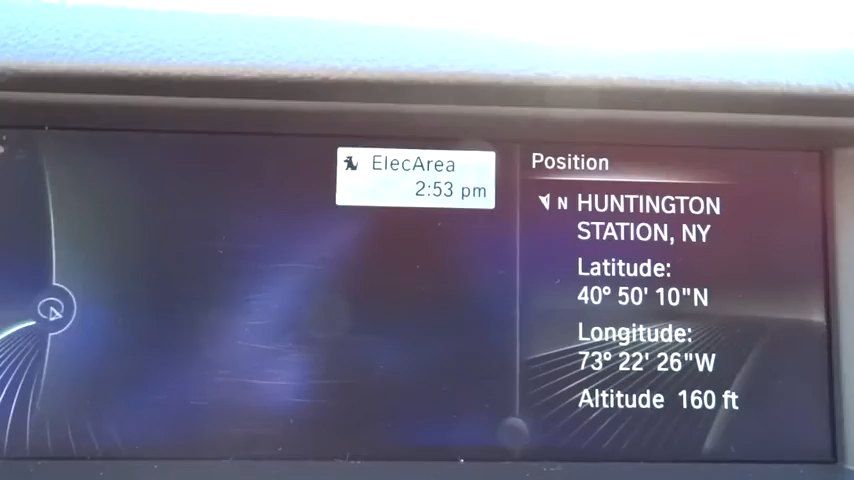 ElecArea
2:53 pm
Position
N HUNTINGTON
STATION, NY
Latitude:
40° 50' 10"N
Longitude:
73° 22' 26"W
Altitude 160 ft